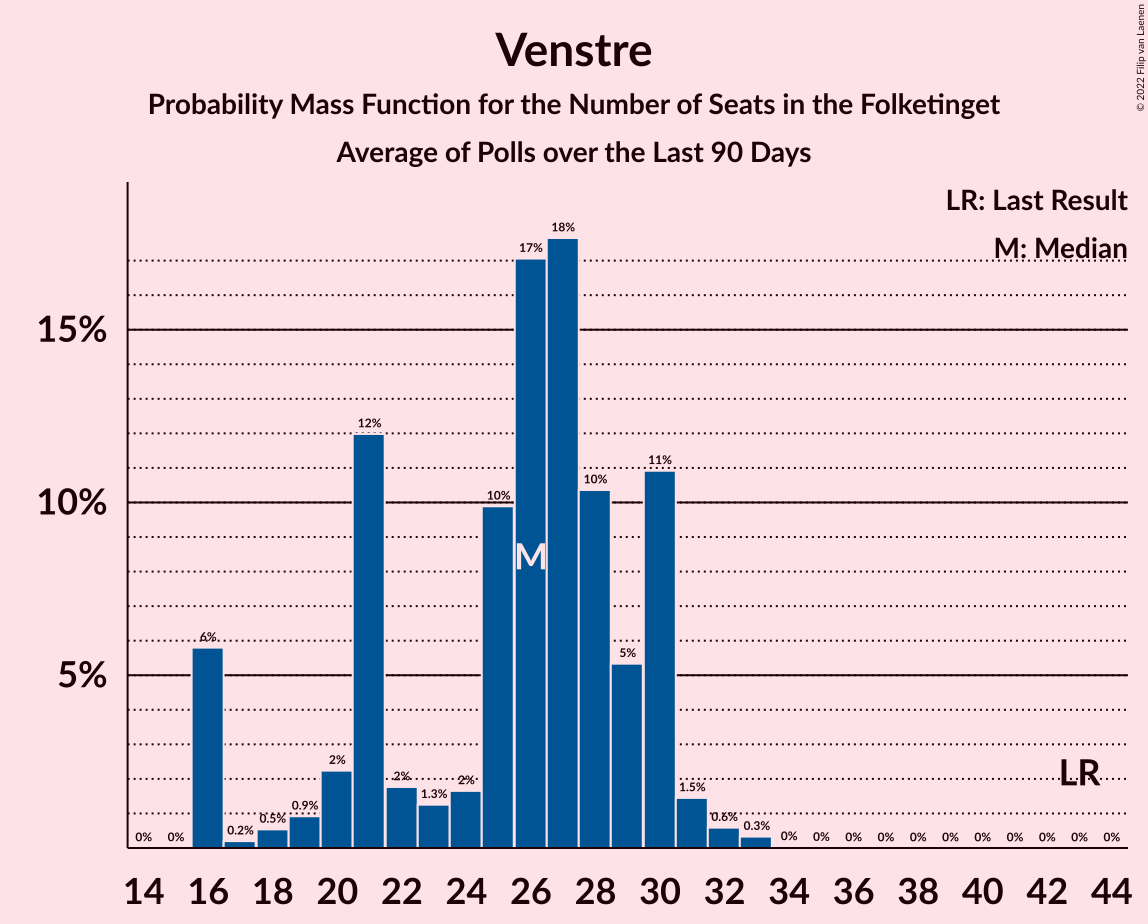 © 2022 Filip van Laenen
Venstre
Probability Mass Function for the Number of Seats in the Folketinget
Average of Polls over the Last 90 Days
LR: Last Result
M: Median
15%
10%
5%
0% 0% 6% 0.2% 0.5% 0.9% 2% 12% 2% 1.3% 2% 10% 17% 18% 10% 5% 11% 1.5% 0.6% 0.3% 0% 0% 0% 0% 0% 0% 0% 0% 0% 0% 0%
M
LR
14 16 18 20 22 24 26 28 30 32 34 36 38 40 42 44